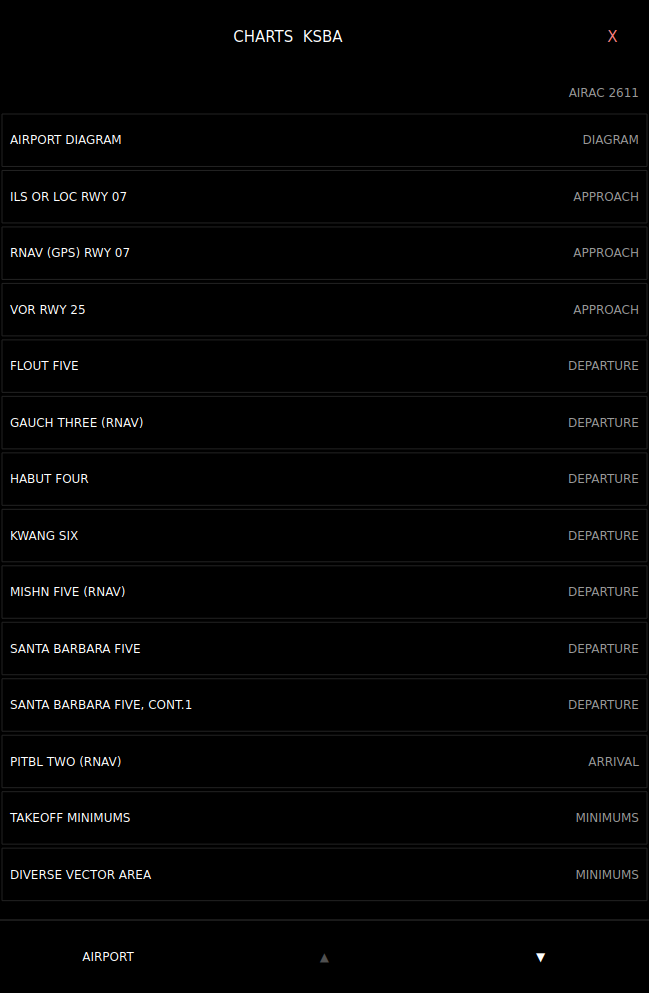 CHARTS KSBA X
AIRAC 2611
AIRPORT DIAGRAM DIAGRAM
ILS OR LOC RWY 07 APPROACH
RNAV (GPS) RWY 07 APPROACH
VOR RWY 25 APPROACH
FLOUT FIVE DEPARTURE
GAUCH THREE (RNAV) DEPARTURE
HABUT FOUR DEPARTURE
KWANG SIX DEPARTURE
MISHN FIVE (RNAV) DEPARTURE
SANTA BARBARA FIVE DEPARTURE
SANTA BARBARA FIVE, CONT.1 DEPARTURE
PITBL TWO (RNAV) ARRIVAL
TAKEOFF MINIMUMS MINIMUMS
DIVERSE VECTOR AREA MINIMUMS
AIRPORT ▲ ▼